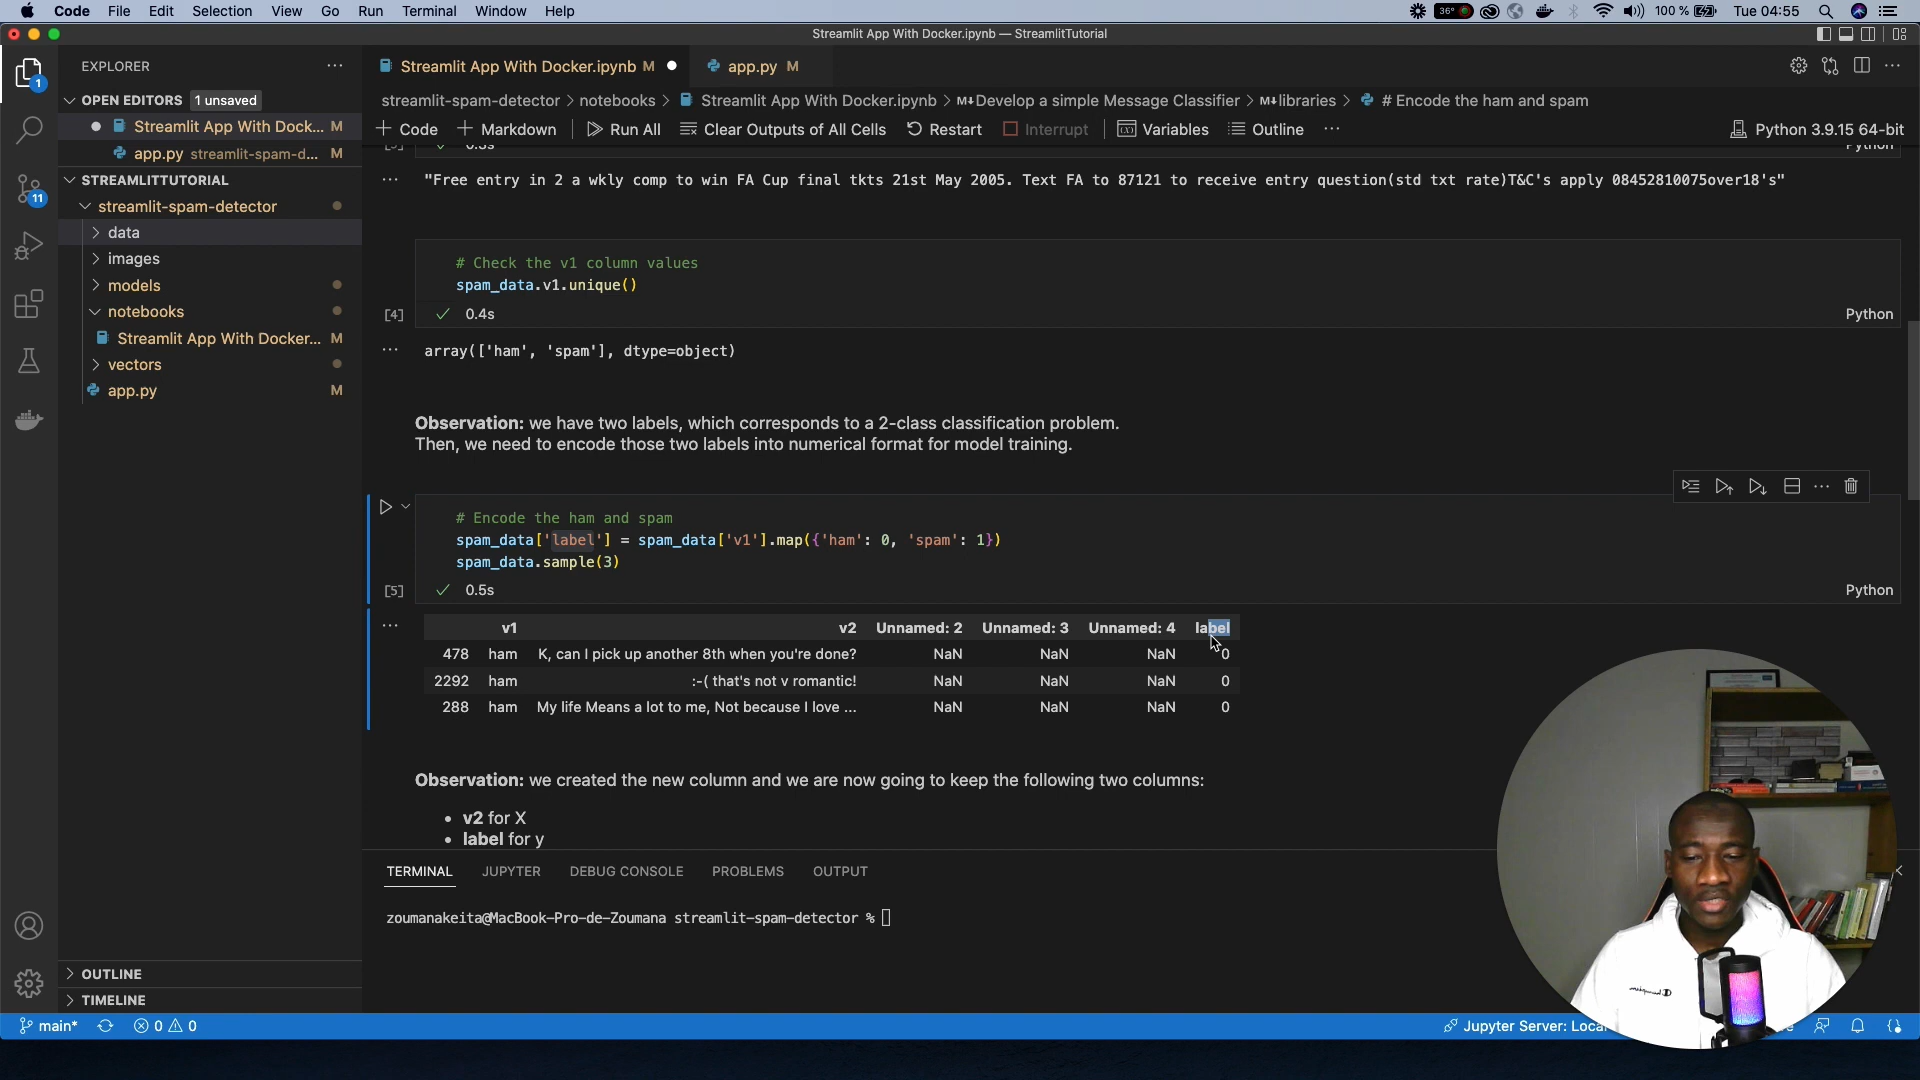 Code File Edit Selection View Go Run Terminal Window Help
36° 100 % Tue 04:55
Streamlit App With Docker.ipynb — StreamlitTutorial
EXPLORER
Streamlit App With Docker.ipynb M
app.py M
1
OPEN EDITORS 1 unsaved
streamlit-spam-detector > notebooks > Streamlit App With Docker.ipynb > M↓Develop a simple Message Classifier > M↓libraries > # Encode the ham and spam
Streamlit App With Dock... M
+ Code + Markdown Run All Clear Outputs of All Cells Restart Interrupt Variables Outline ... Python 3.9.15 64-bit
app.py streamlit-spam-d... M
STREAMLITTUTORIAL
11
streamlit-spam-detector
data
images
models
notebooks
Streamlit App With Docker... M
vectors
app.py M
"Free entry in 2 a wkly comp to win FA Cup final tkts 21st May 2005. Text FA to 87121 to receive entry question(std txt rate)T&C's apply 08452810075over18's"
# Check the v1 column values
spam_data.v1.unique()
[4] 0.4s Python
array(['ham', 'spam'], dtype=object)
Observation: we have two labels, which corresponds to a 2-class classification problem.
Then, we need to encode those two labels into numerical format for model training.
# Encode the ham and spam
spam_data['label'] = spam_data['v1'].map({'ham': 0, 'spam': 1})
spam_data.sample(3)
[5] 0.5s Python
v1 v2 Unnamed: 2 Unnamed: 3 Unnamed: 4 label
478 ham K, can I pick up another 8th when you're done? NaN NaN NaN 0
2292 ham :-( that's not v romantic! NaN NaN NaN 0
288 ham My life Means a lot to me, Not because I love ... NaN NaN NaN 0
Observation: we created the new column and we are now going to keep the following two columns:
• v2 for X
• label for y
TERMINAL JUPYTER DEBUG CONSOLE PROBLEMS OUTPUT
zoumanakeita@MacBook-Pro-de-Zoumana streamlit-spam-detector %
OUTLINE
TIMELINE
main* 0 0
Jupyter Server: Loca